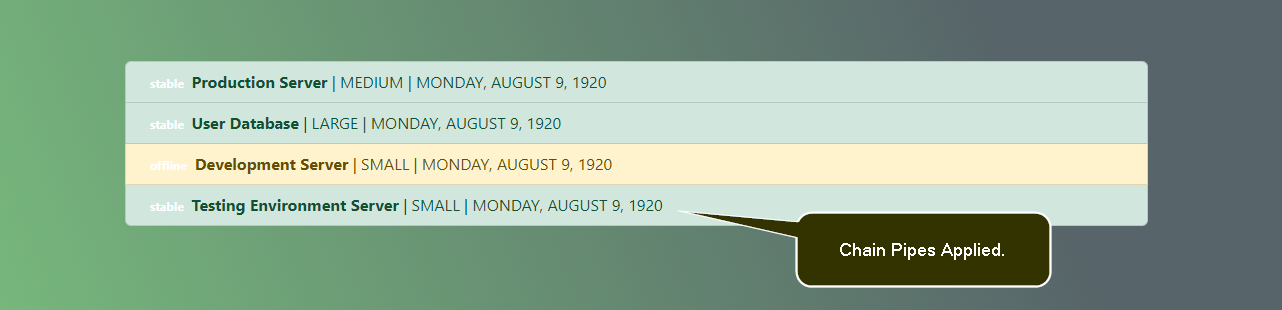 stable Production Server | MEDIUM | MONDAY, AUGUST 9, 1920
stable User Database | LARGE | MONDAY, AUGUST 9, 1920
offline Development Server | SMALL | MONDAY, AUGUST 9, 1920
stable Testing Environment Server | SMALL | MONDAY, AUGUST 9, 1920
Chain Pipes Applied.